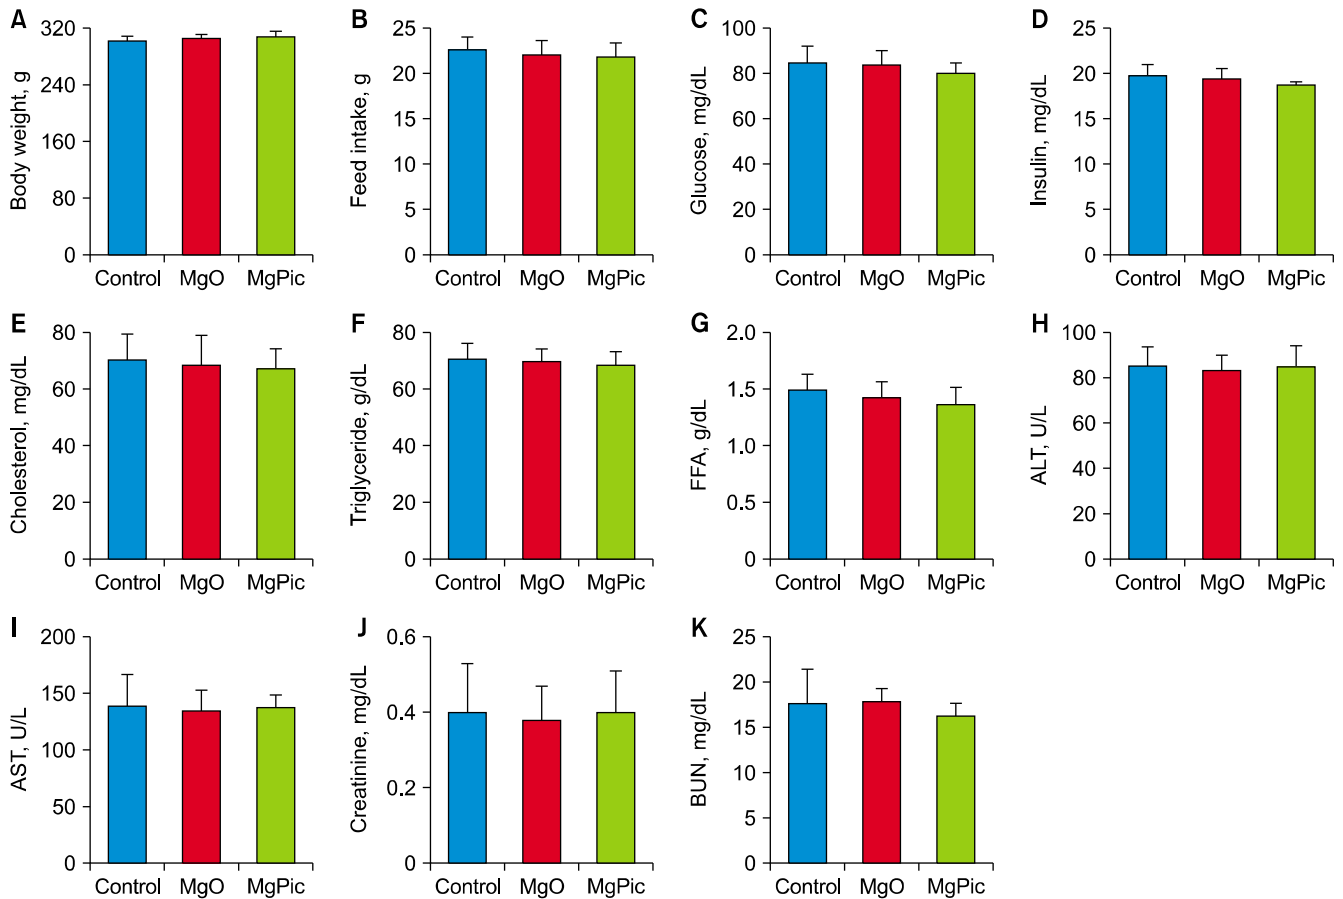 A
Body weight, g
320
240
160
80
0
Control MgO MgPic
B
Feed intake, g
25
20
15
10
5
0
Control MgO MgPic
C
Glucose, mg/dL
100
80
60
40
20
0
Control MgO MgPic
D
Insulin, mg/dL
25
20
15
10
5
0
Control MgO MgPic
E
Cholesterol, mg/dL
80
60
40
20
0
Control MgO MgPic
F
Triglyceride, g/dL
80
60
40
20
0
Control MgO MgPic
G
FFA, g/dL
2.0
1.5
1.0
0.5
0
Control MgO MgPic
H
ALT, U/L
100
80
60
40
20
0
Control MgO MgPic
I
AST, U/L
200
150
100
50
0
Control MgO MgPic
J
Creatinine, mg/dL
0.6
0.4
0.2
0
Control MgO MgPic
K
BUN, mg/dL
25
20
15
10
5
0
Control MgO MgPic